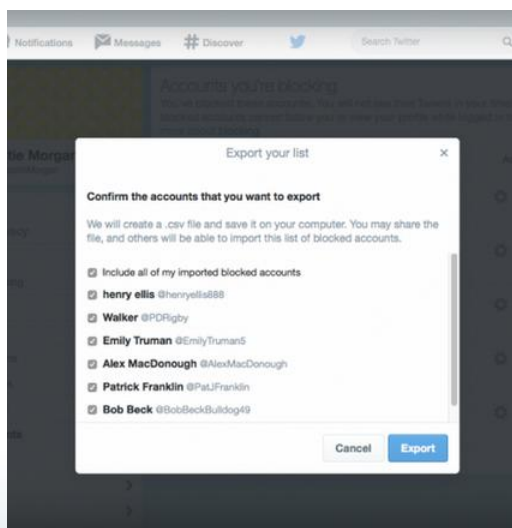 Notifications
Messages
Discover
Search Twitter
Accounts you're blocking
Export your list
Confirm the accounts that you want to export
We will create a .csv file and save it on your computer. You may share the
file, and others will be able to import this list of blocked accounts.
Include all of my imported blocked accounts
henry ellis @henryellis888
Walker @PDRigby
Emily Truman @EmilyTruman5
Alex MacDonough @AlexMacDonough
Patrick Franklin @PatJFranklin
Bob Beck @BobBeckBulldog49
Cancel
Export